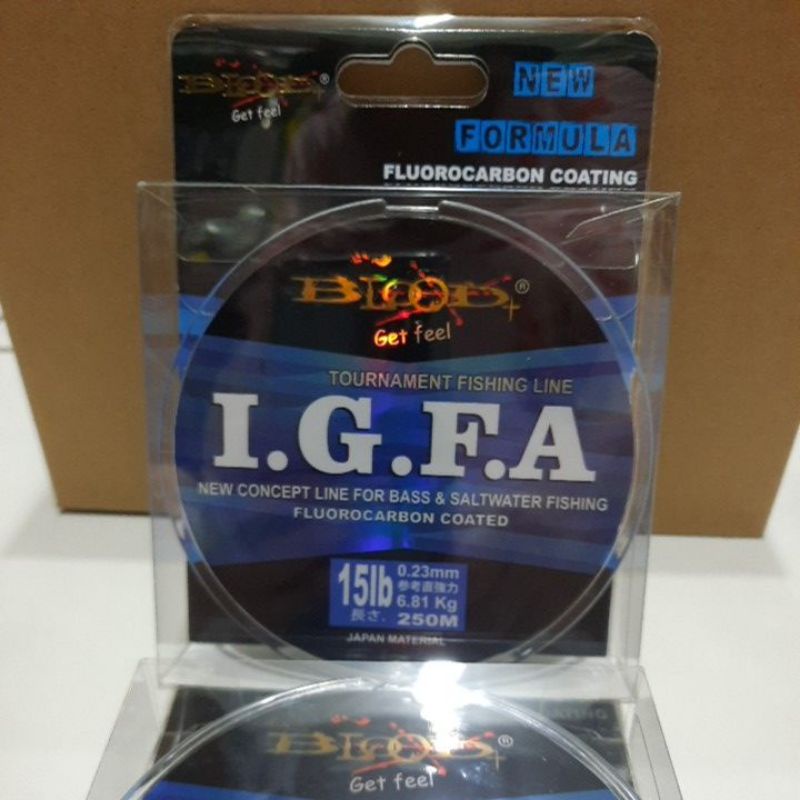 BLOOD+®
Get feel
NEW
FORMULA
FLUOROCARBON COATING
BLOOD+®
Get feel
TOURNAMENT FISHING LINE
I.G.F.A
NEW CONCEPT LINE FOR BASS & SALTWATER FISHING
FLUOROCARBON COATED
15lb
0.23mm
参考直強力
6.81 Kg
長さ. 250M
JAPAN MATERIAL
BLOOD+®
Get feel